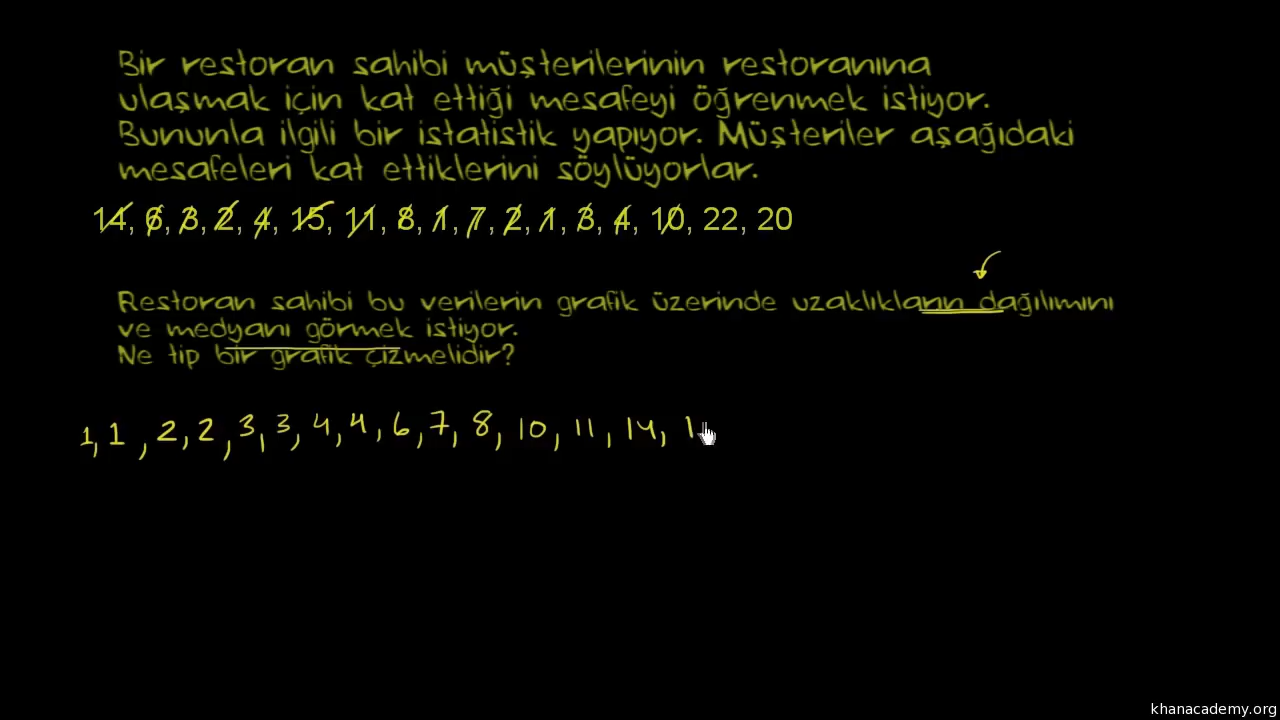 Bir restoran sahibi müşterilerinin restoranına
ulaşmak için kat ettiği mesafeyi öğrenmek istiyor.
Bununla ilgili bir istatistik yapıyor. Müşteriler aşağıdaki
mesafeleri kat ettiklerini söylüyorlar.
14, 6, 3, 2, 4, 15, 11, 8, 1, 7, 2, 1, 3, 4, 10, 22, 20
Restoran sahibi bu verilerin grafik üzerinde uzaklıkların dağılımını
ve medyanı görmek istiyor.
Ne tip bir grafik çizmelidir?
1, 1, 2, 2, 3, 3, 4, 4, 6, 7, 8, 10, 11, 14, 1
khanacademy.org